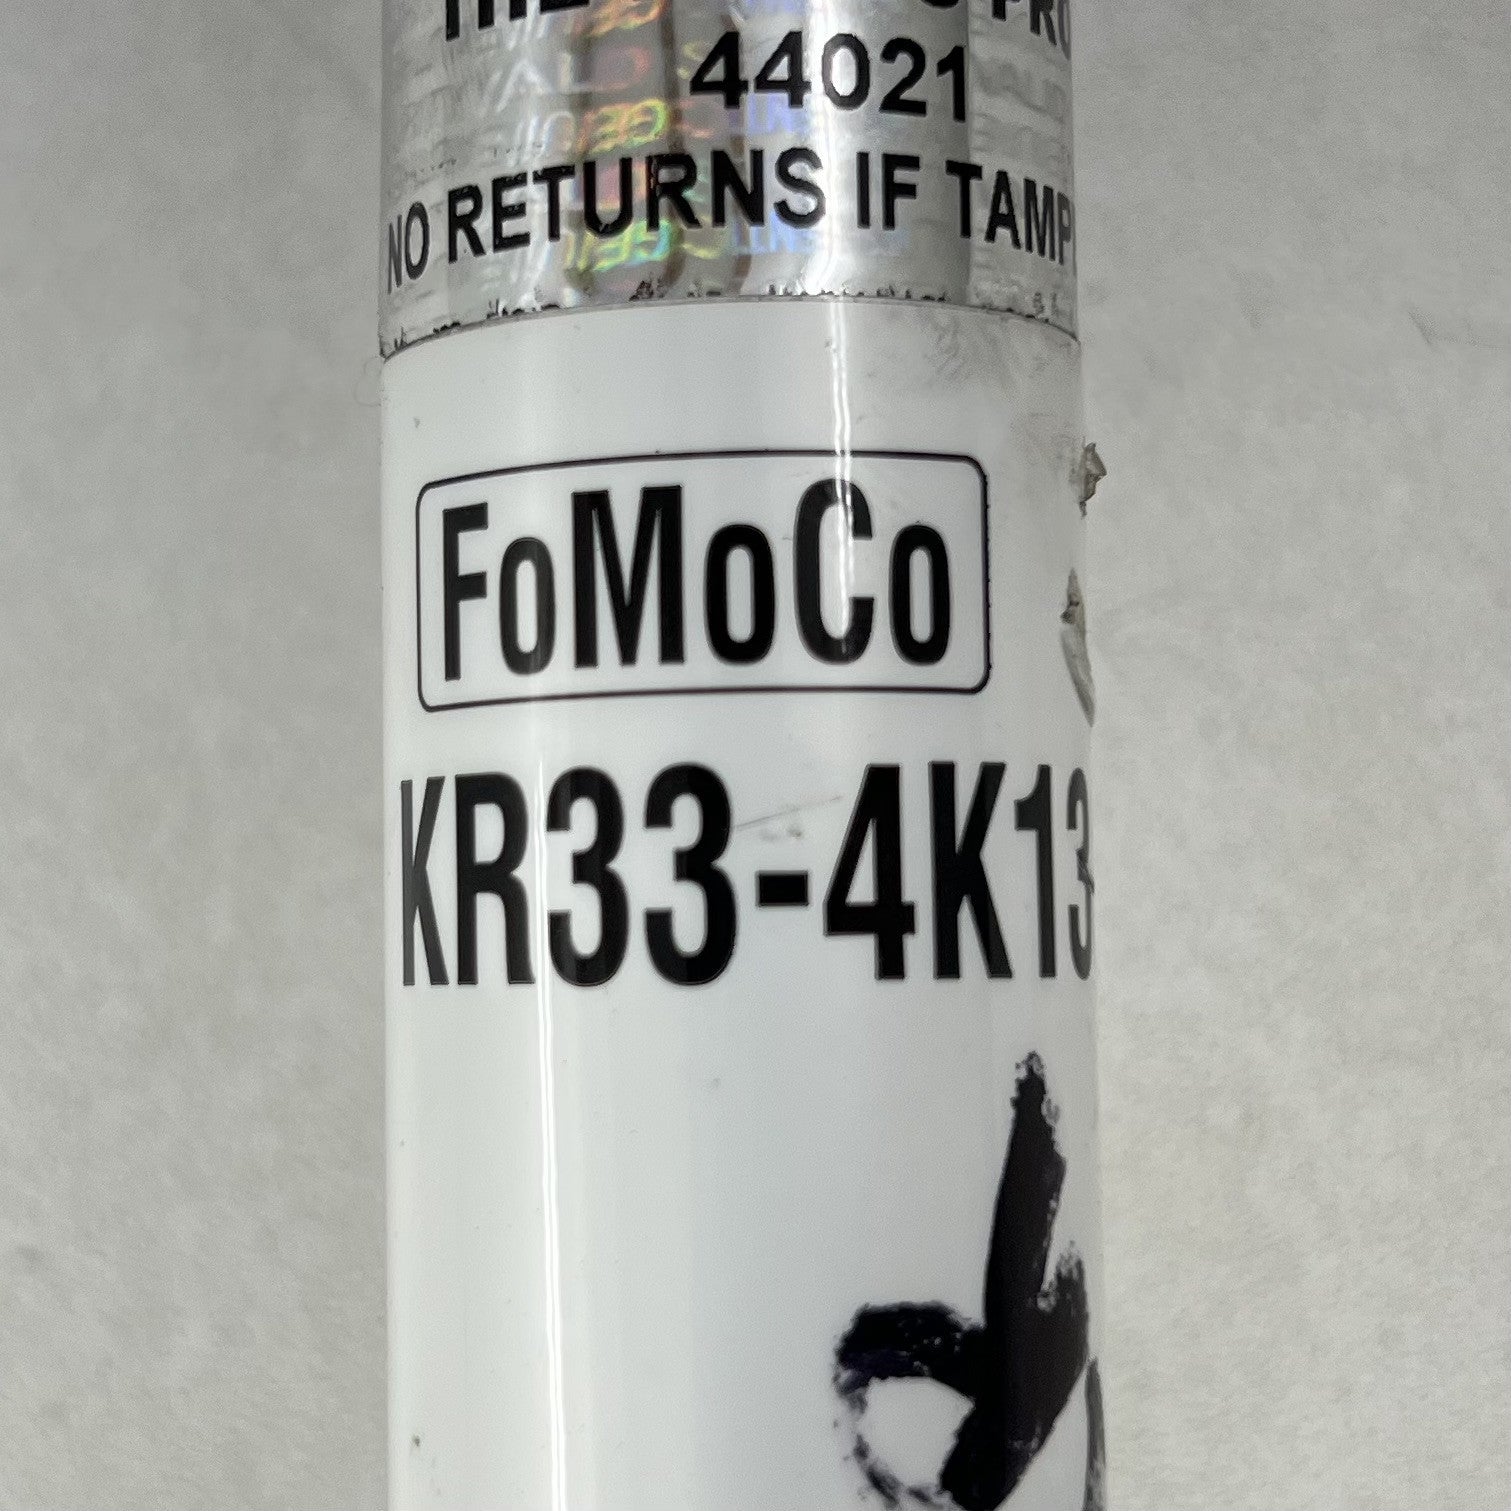 44021
NO RETURNS IF TAMP
FoMoCo
KR33-4K13